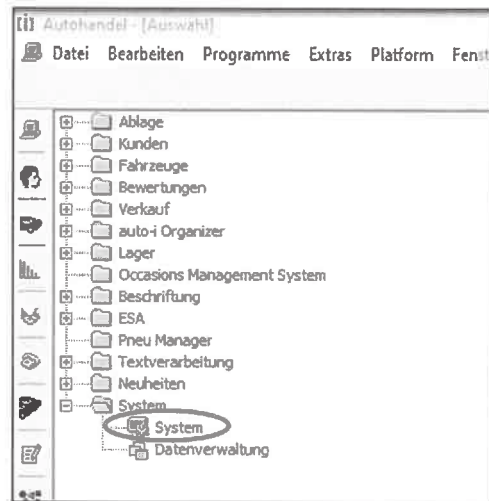 [i] Autohandel - [Auswahl]
Datei Bearbeiten Programme Extras Platform Fenst
Ablage
Kunden
Fahrzeuge
Bewertungen
Verkauf
auto-i Organizer
Lager
Occasions Management System
Beschriftung
ESA
Pneu Manager
Textverarbeitung
Neuheiten
System
System
Datenverwaltung